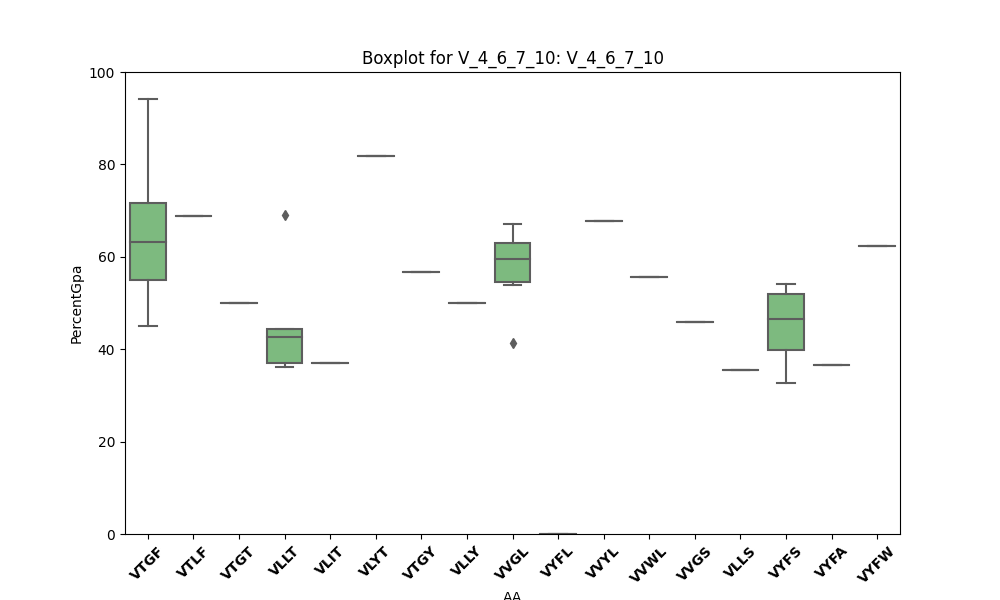 Boxplot for V_4_6_7_10: V_4_6_7_10
PercentGpa
100
80
60
40
20
0
VTGF VTLF VTGT VLLT VLIT VLYT VTGY VLLY VVGL VYFL VVYL VVWL VVGS VLLS VYFS VYFA VYFW
AA